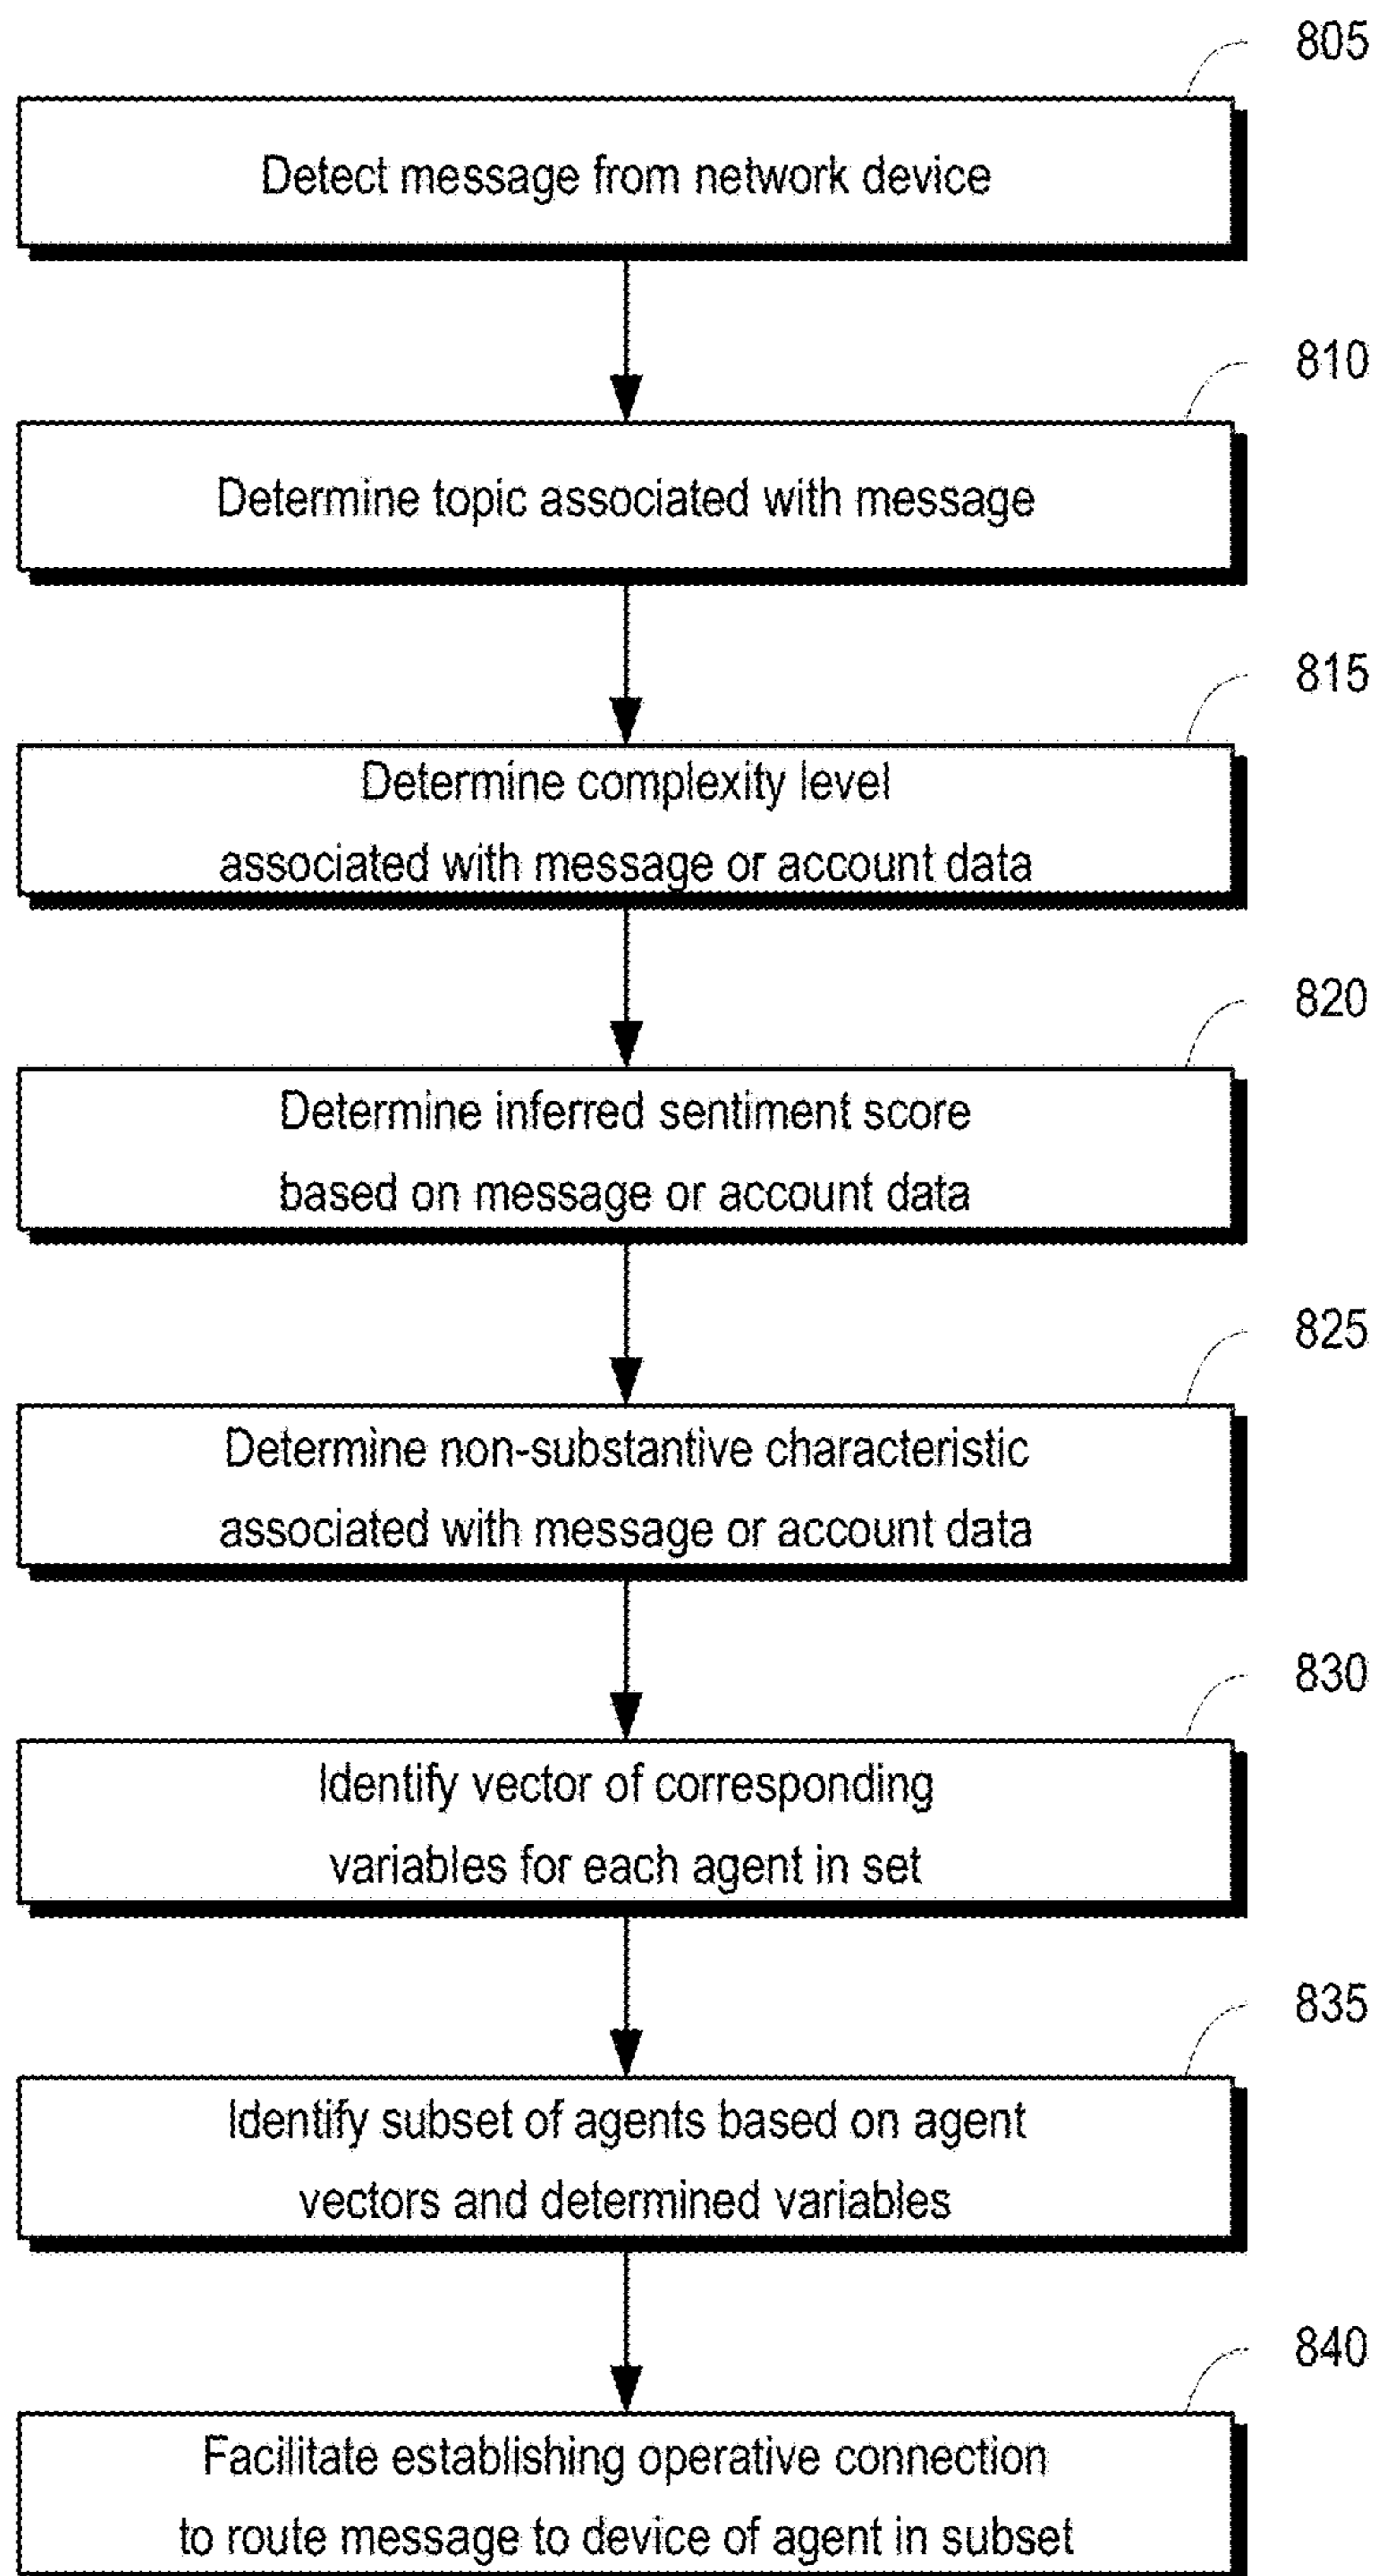 805
Detect message from network device
810
Determine topic associated with message
815
Determine complexity level
associated with message or account data
820
Determine inferred sentiment score
based on message or account data
825
Determine non-substantive characteristic
associated with message or account data
830
Identify vector of corresponding
variables for each agent in set
835
Identify subset of agents based on agent
vectors and determined variables
840
Facilitate establishing operative connection
to route message to device of agent in subset